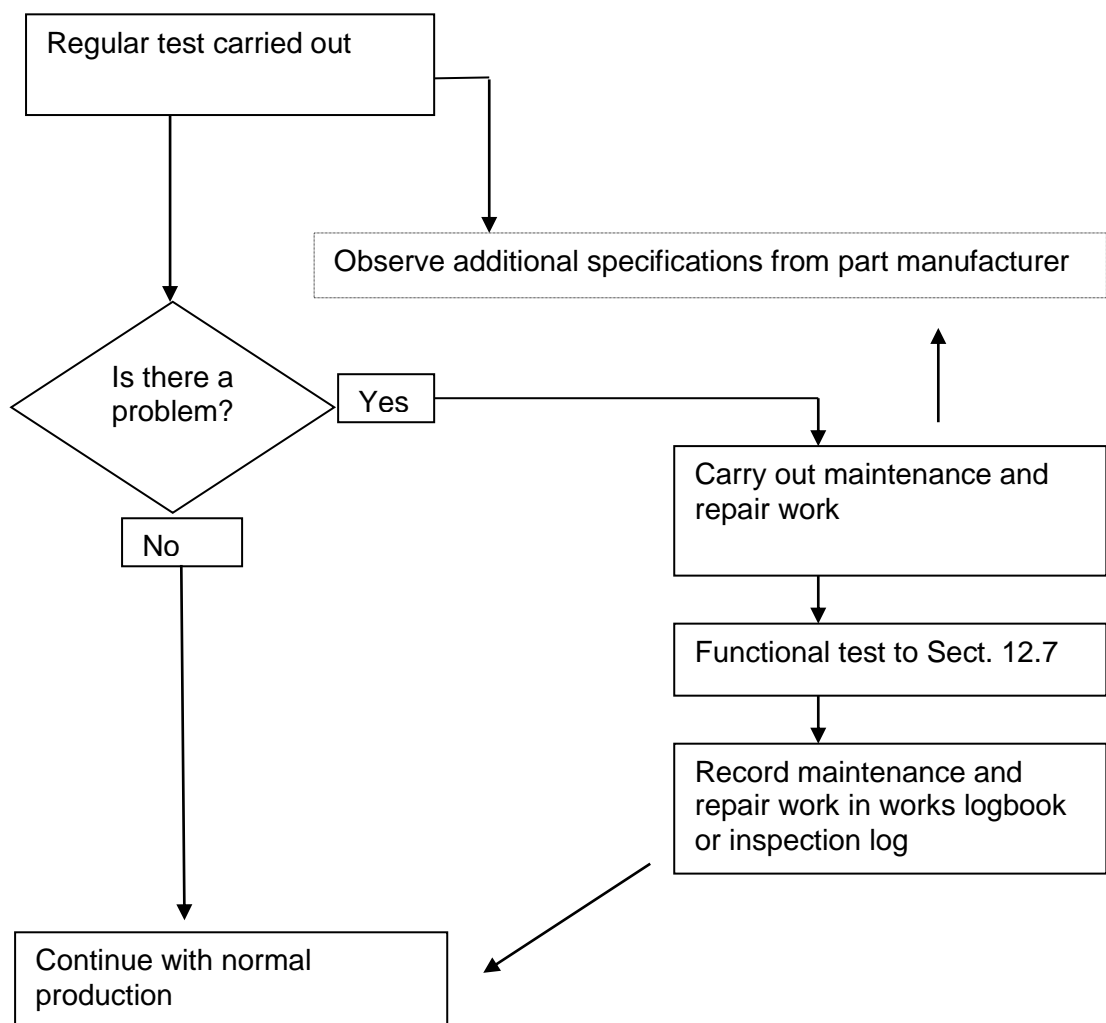 Regular test carried out
Observe additional specifications from part manufacturer
Is there a
problem?
Yes
Carry out maintenance and
repair work
No
Functional test to Sect. 12.7
Record maintenance and
repair work in works logbook
or inspection log
Continue with normal
production